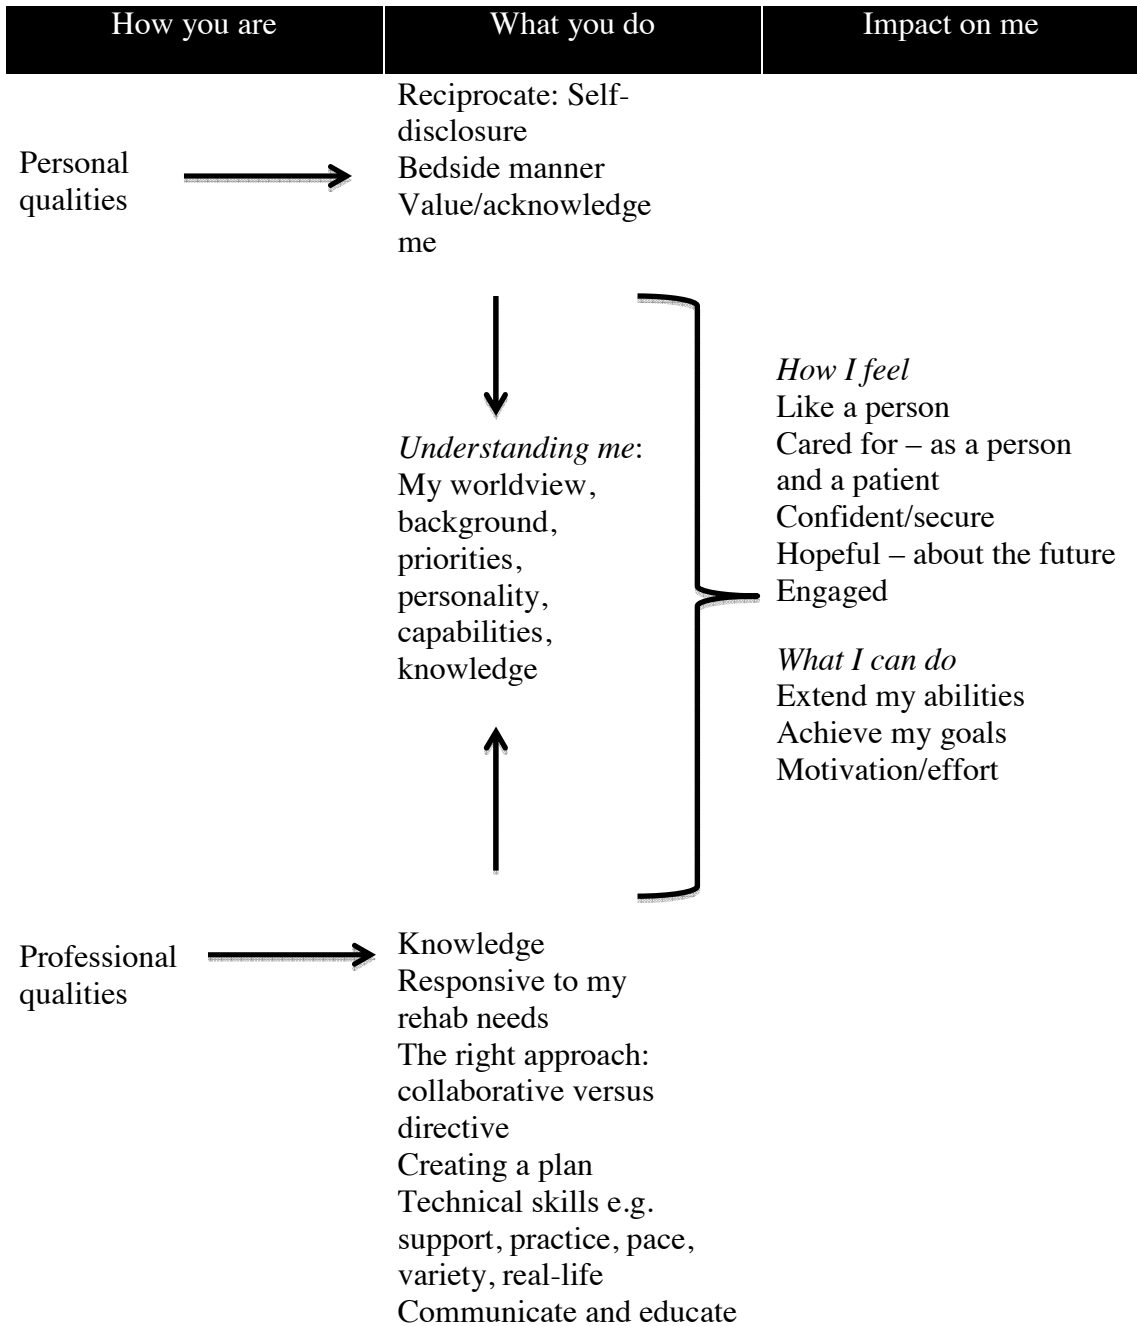 How you are
What you do
Impact on me
Personal
qualities
Reciprocate: Self-
disclosure
Bedside manner
Value/acknowledge
me
Understanding me:
My worldview,
background,
priorities,
personality,
capabilities,
knowledge
How I feel
Like a person
Cared for – as a person
and a patient
Confident/secure
Hopeful – about the future
Engaged
What I can do
Extend my abilities
Achieve my goals
Motivation/effort
Professional
qualities
Knowledge
Responsive to my
rehab needs
The right approach:
collaborative versus
directive
Creating a plan
Technical skills e.g.
support, practice, pace,
variety, real-life
Communicate and educate